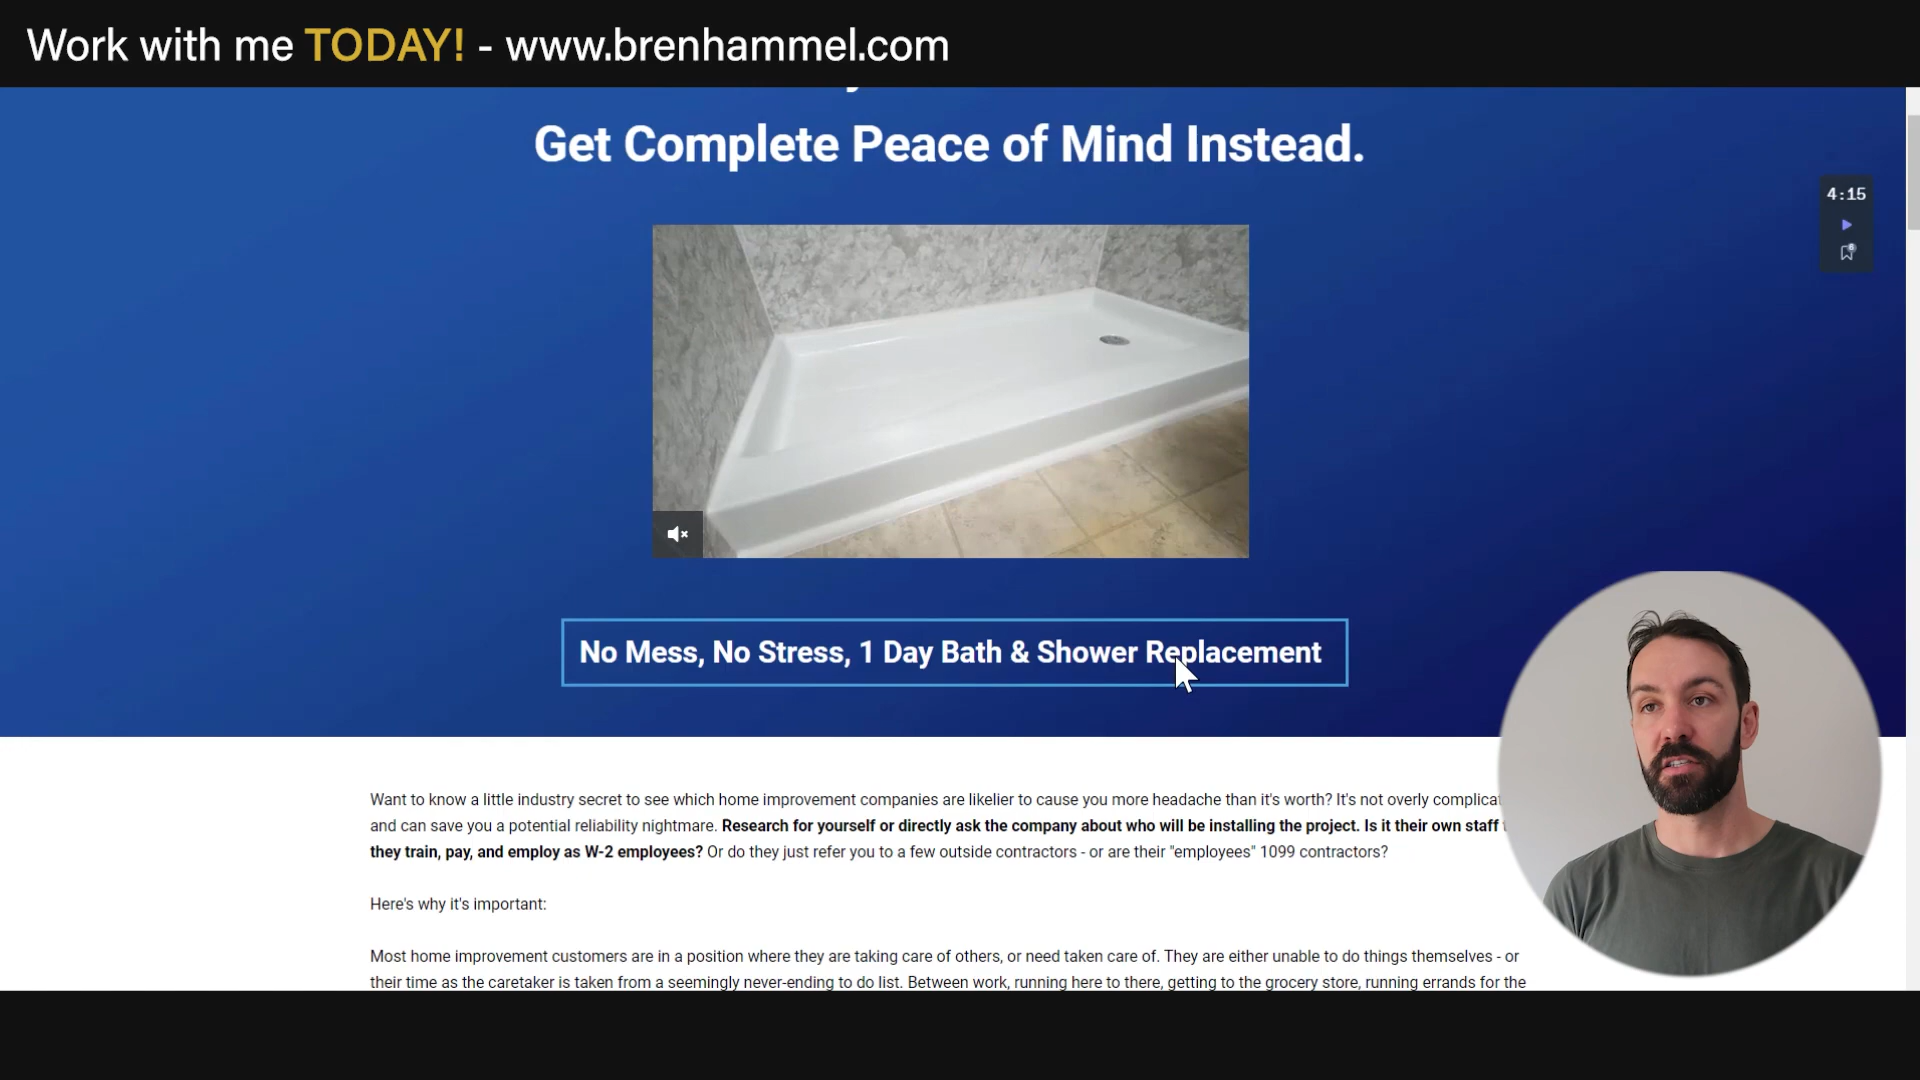 Work with me TODAY! - www.brenhammel.com
Get Complete Peace of Mind Instead.
4:15
No Mess, No Stress, 1 Day Bath & Shower Replacement
Want to know a little industry secret to see which home improvement companies are likelier to cause you more headache than it's worth? It's not overly
and can save you a potential reliability nightmare. Research for yourself or directly ask the company about who will be installing the project. Is it their own staff
they train, pay, and employ as W-2 employees? Or do they just refer you to a few outside contractors - or are their "employees" 1099 contractors?
Here's why it's important:
Most home improvement customers are in a position where they are taking care of others, or need taken care of. They are either unable to do things themselves - or
their time as the caretaker is taken from a seemingly never-ending to do list. Between work, running here to there, getting to the grocery store, running errands for the